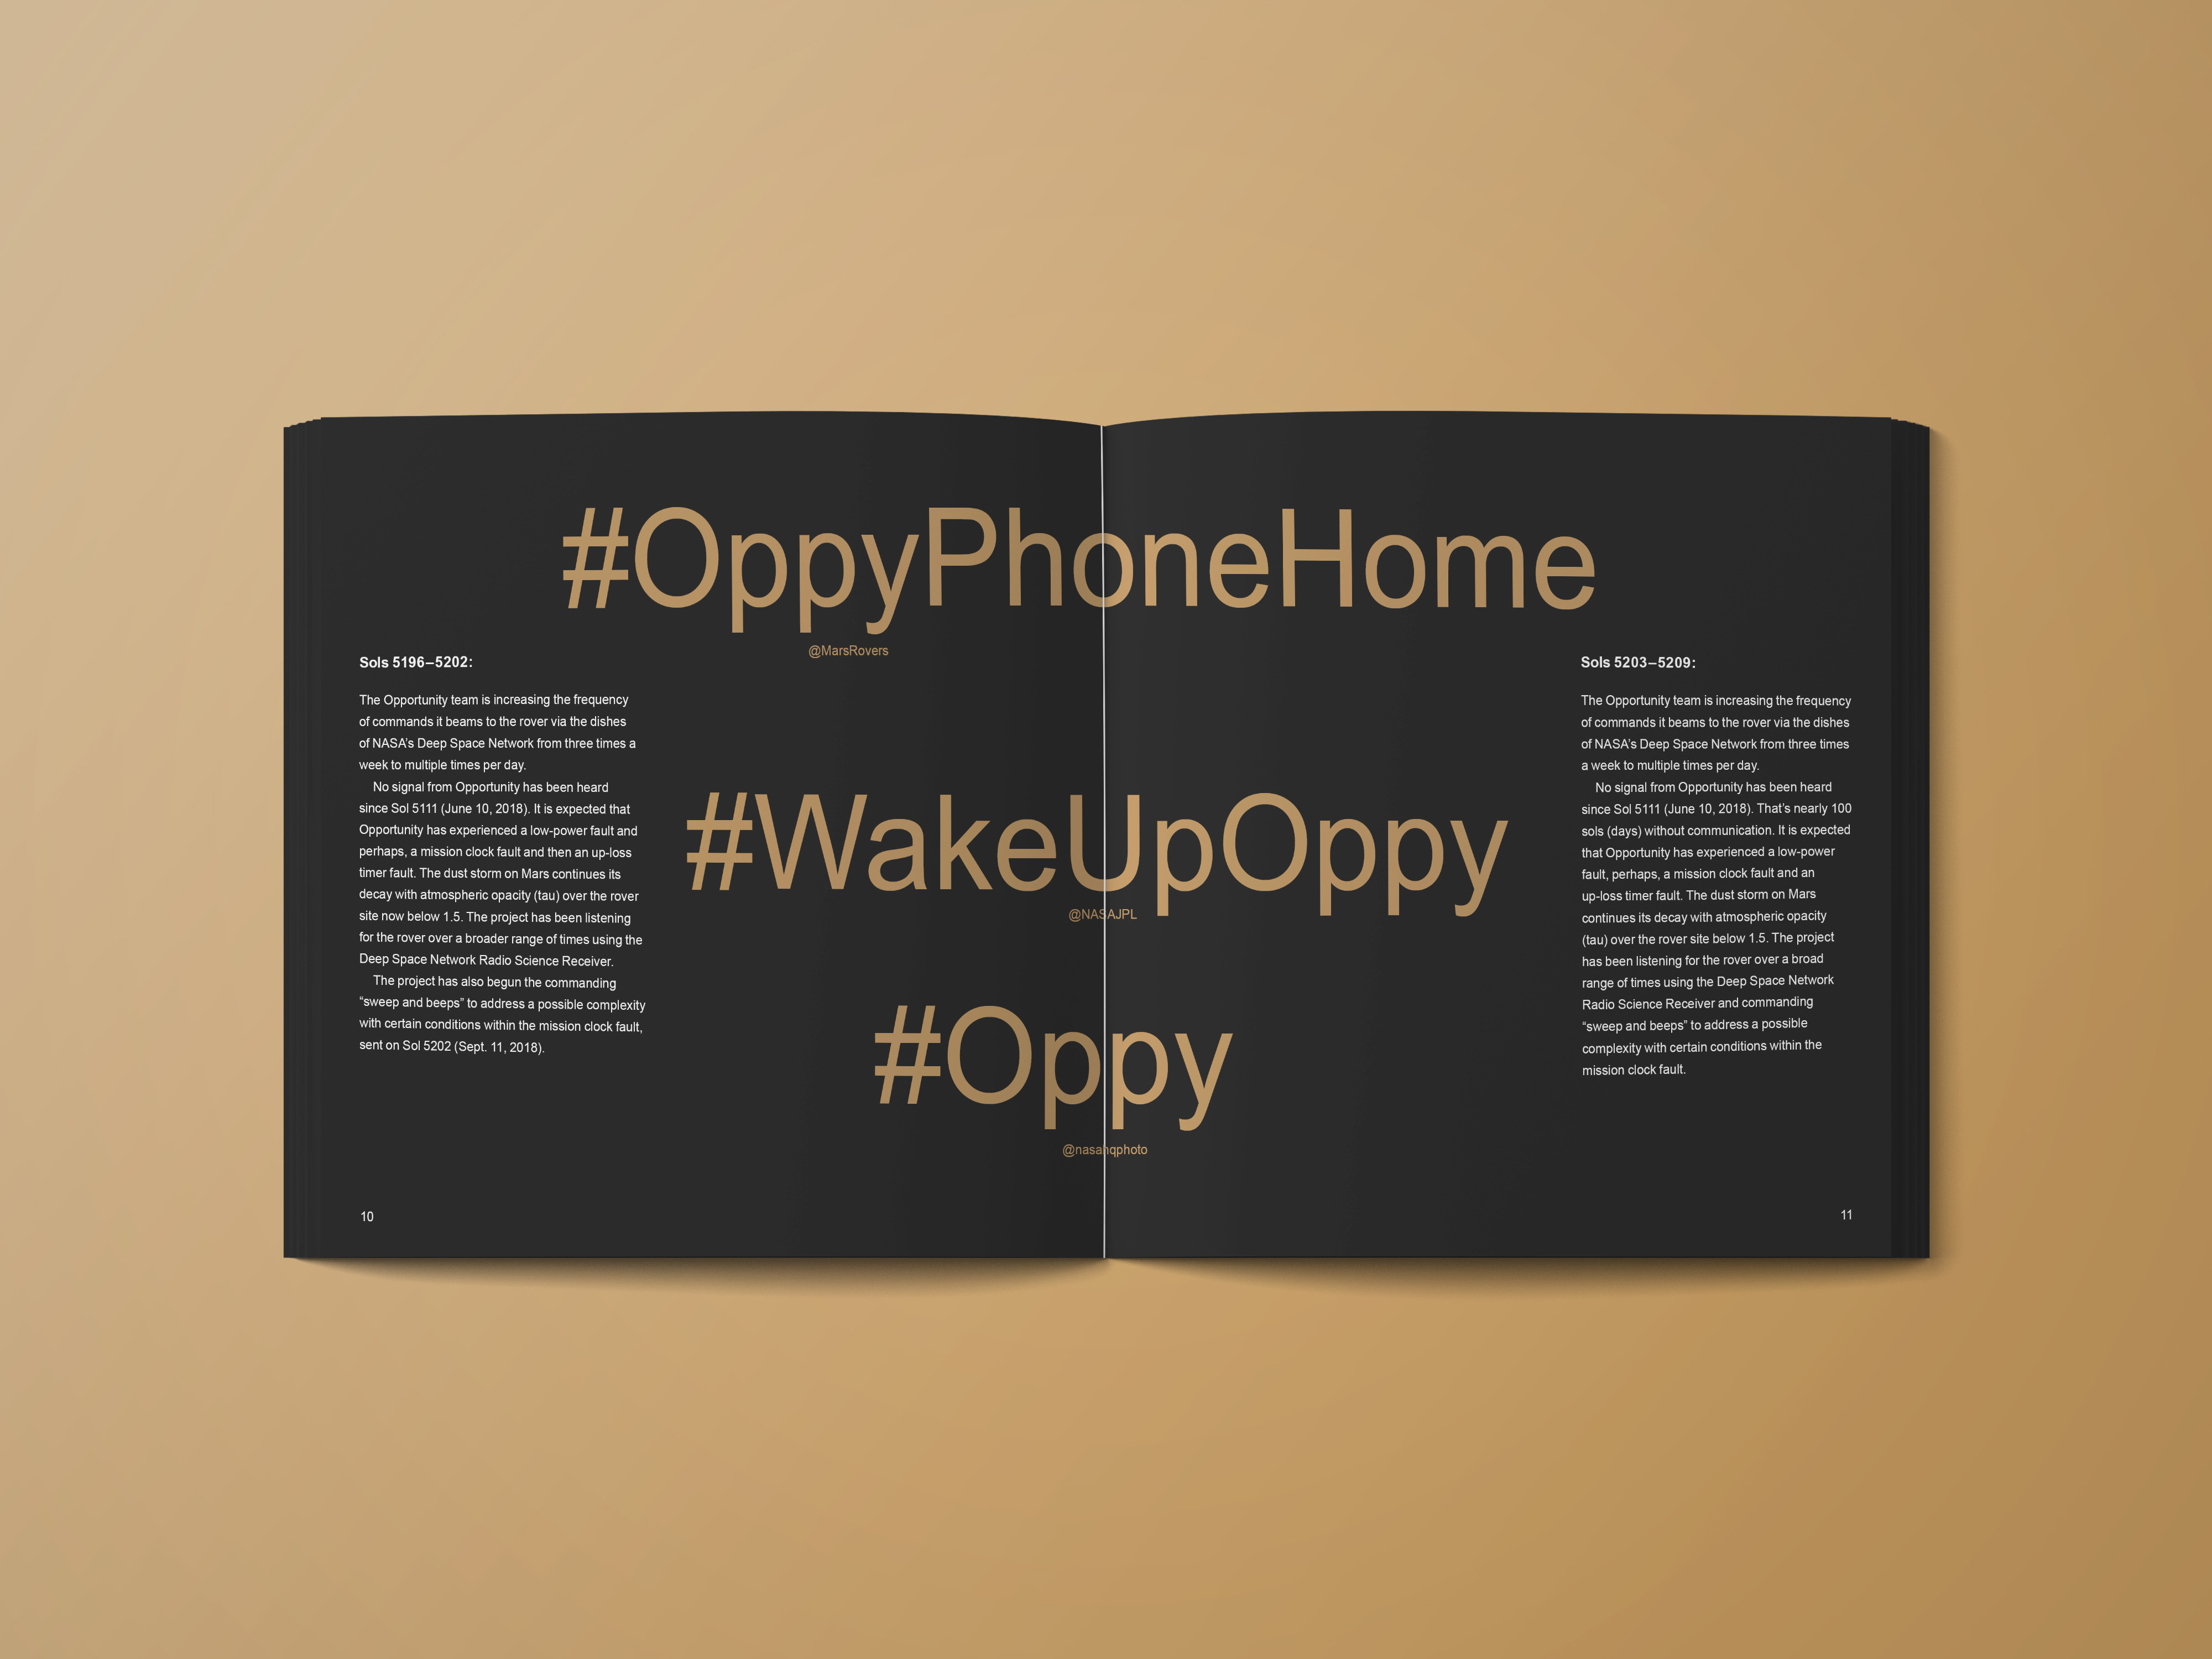 #OppyPhoneHome
@MarsRovers
Sols 5196–5202:
The Opportunity team is increasing the frequency
of commands it beams to the rover via the dishes
of NASA’s Deep Space Network from three times a
week to multiple times per day.
No signal from Opportunity has been heard
since Sol 5111 (June 10, 2018). It is expected that
Opportunity has experienced a low-power fault and
perhaps, a mission clock fault and then an up-loss
timer fault. The dust storm on Mars continues its
decay with atmospheric opacity (tau) over the rover
site now below 1.5. The project has been listening
for the rover over a broader range of times using the
Deep Space Network Radio Science Receiver.
The project has also begun the commanding
“sweep and beeps” to address a possible complexity
with certain conditions within the mission clock fault,
sent on Sol 5202 (Sept. 11, 2018).
#WakeUpOppy
@NASAJPL
#Oppy
@nasahqphoto
Sols 5203–5209:
The Opportunity team is increasing the frequency
of commands it beams to the rover via the dishes
of NASA’s Deep Space Network from three times
a week to multiple times per day.
No signal from Opportunity has been heard
since Sol 5111 (June 10, 2018). That’s nearly 100
sols (days) without communication. It is expected
that Opportunity has experienced a low-power
fault, perhaps, a mission clock fault and an
up-loss timer fault. The dust storm on Mars
continues its decay with atmospheric opacity
(tau) over the rover site below 1.5. The project
has been listening for the rover over a broad
range of times using the Deep Space Network
Radio Science Receiver and commanding
“sweep and beeps” to address a possible
complexity with certain conditions within the
mission clock fault.
10
11